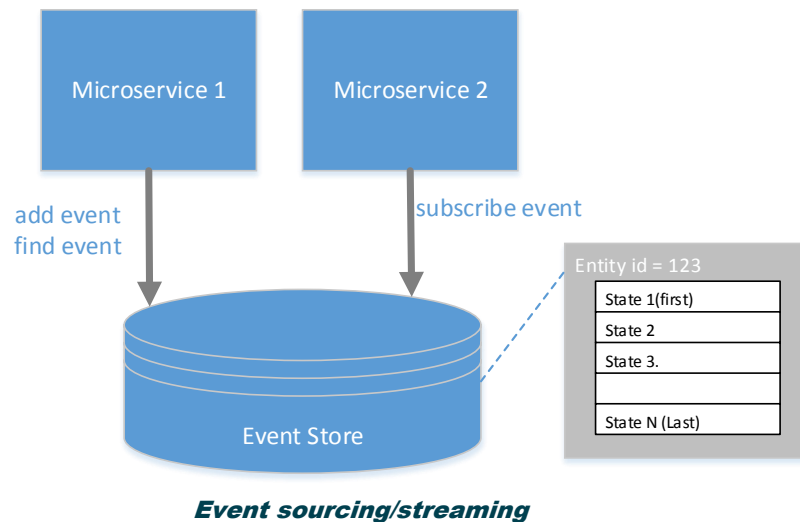 Microservice 1
Microservice 2
add event
find event
subscribe event
Entity id = 123
State 1(first)
State 2
State 3.
State N (Last)
Event Store
Event sourcing/streaming